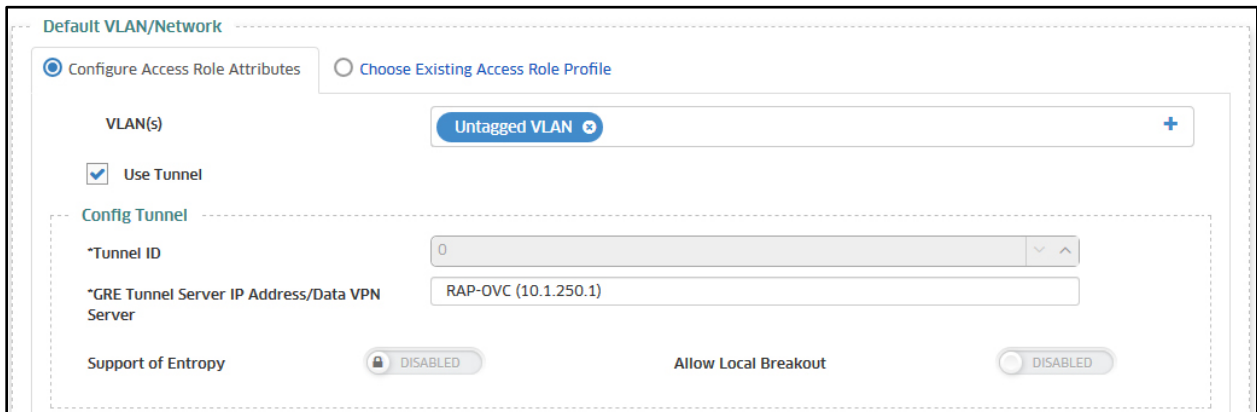 Default VLAN/Network
Configure Access Role Attributes Choose Existing Access Role Profile
VLAN(s) Untagged VLAN
Use Tunnel
Config Tunnel
*Tunnel ID 0
*GRE Tunnel Server IP Address/Data VPN RAP-OVC (10.1.250.1)
Server
Support of Entropy DISABLED Allow Local Breakout DISABLED